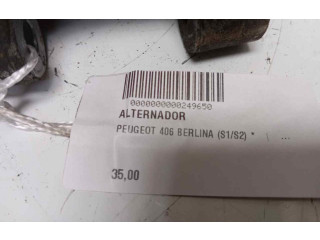 0000000000249650
ALTERNADOR
PEUGEOT 406 BERLINA (S1/S2) * ...
35,00